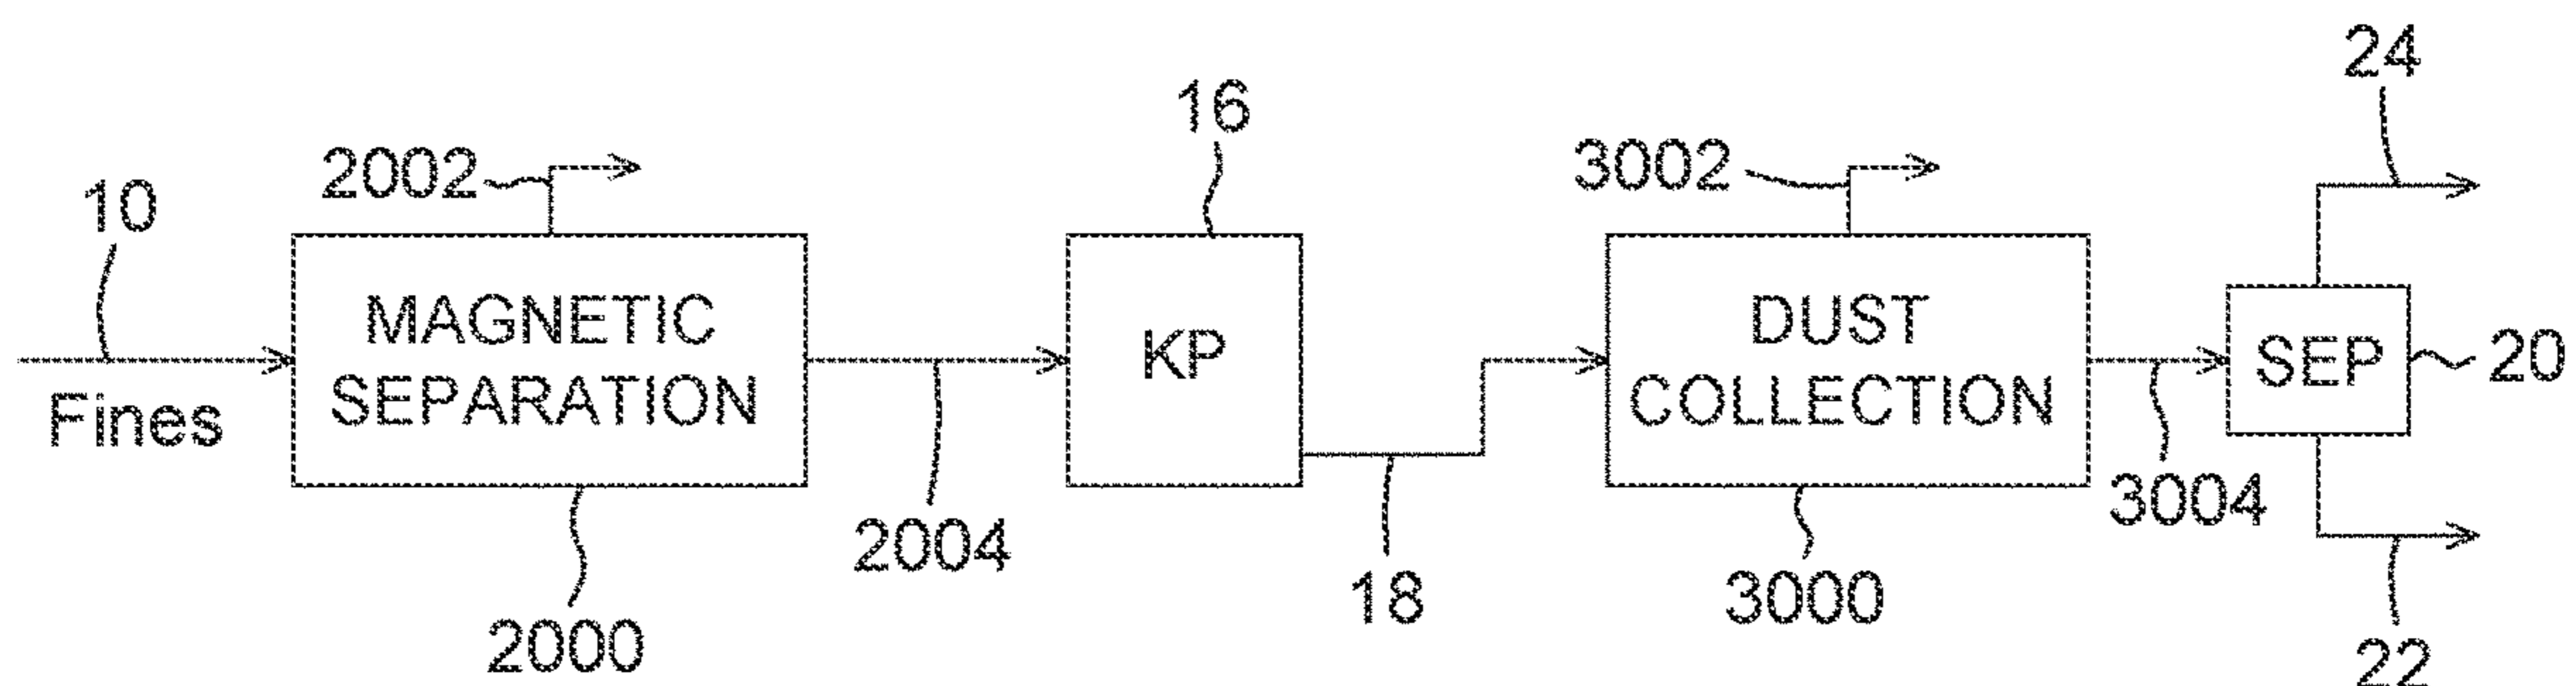 24
16
2002
3002
10
MAGNETIC
SEPARATION
KP
DUST
COLLECTION
SEP
20
Fines
2004
3004
18
3000
2000
22